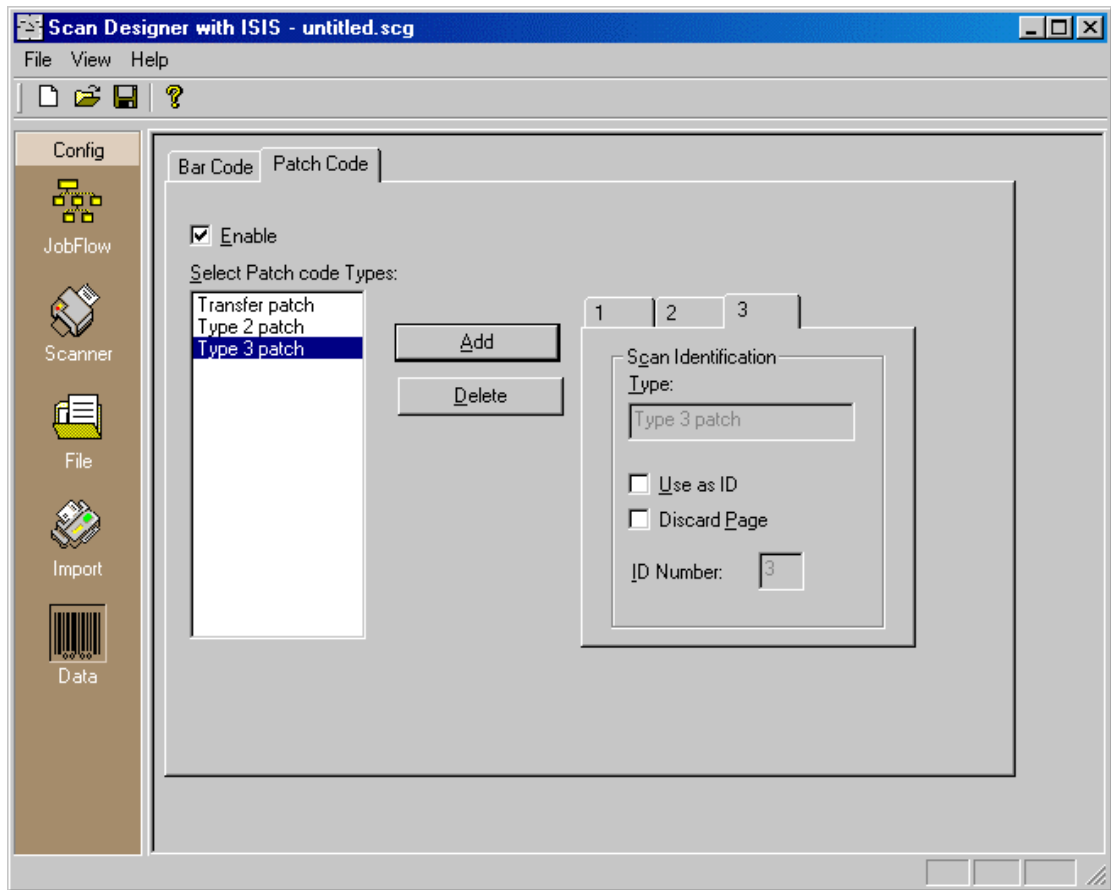 Scan Designer with ISIS - untitled.scg
File View Help
Config
JobFlow
Scanner
File
Import
Data
Bar Code
Patch Code
Enable
Select Patch code Types:
Transfer patch
Type 2 patch
Type 3 patch
Add
Delete
1
2
3
Scan Identification
Type:
Type 3 patch
Use as ID
Discard Page
ID Number: 3